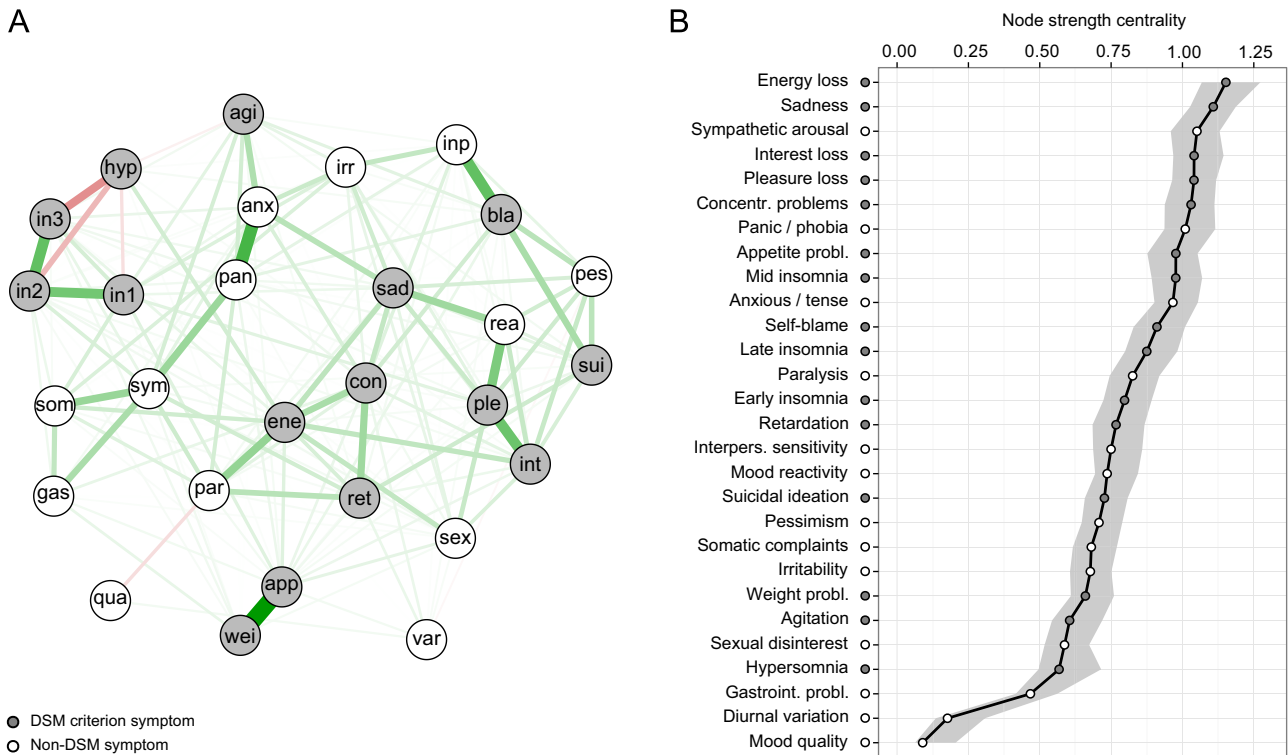 A
agi
hyp
irr
inp
anx
in3
bla
pan
pes
in2
in1
sad
rea
sui
con
sym
som
ple
ene
int
par
ret
gas
sex
app
qua
wei
var
DSM criterion symptom
Non-DSM symptom
B
Node strength centrality
0.00 0.25 0.50 0.75 1.00 1.25
Energy loss
Sadness
Sympathetic arousal
Interest loss
Pleasure loss
Concentr. problems
Panic / phobia
Appetite probl.
Mid insomnia
Anxious / tense
Self-blame
Late insomnia
Paralysis
Early insomnia
Retardation
Interpers. sensitivity
Mood reactivity
Suicidal ideation
Pessimism
Somatic complaints
Irritability
Weight probl.
Agitation
Sexual disinterest
Hypersomnia
Gastroint. probl.
Diurnal variation
Mood quality